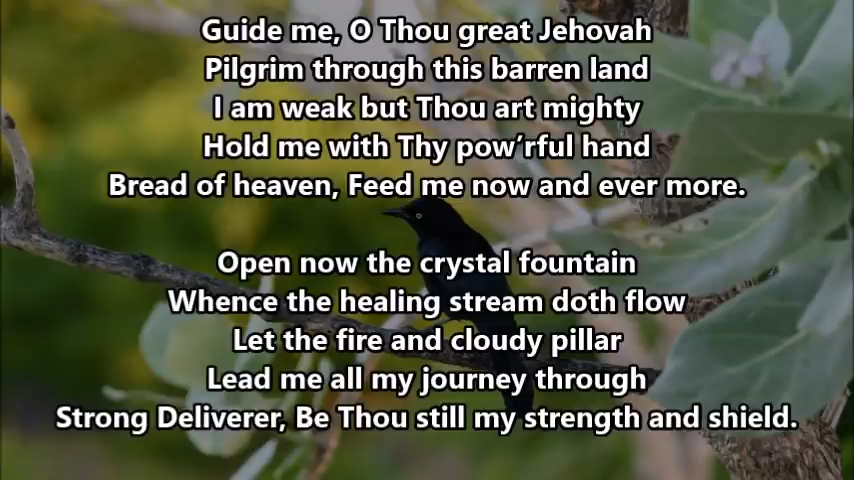 Guide me, O Thou great Jehovah
Pilgrim through this barren land
I am weak but Thou art mighty
Hold me with Thy pow’rful hand
Bread of heaven, Feed me now and ever more.
Open now the crystal fountain
Whence the healing stream doth flow
Let the fire and cloudy pillar
Lead me all my journey through
Strong Deliverer, Be Thou still my strength and shield.